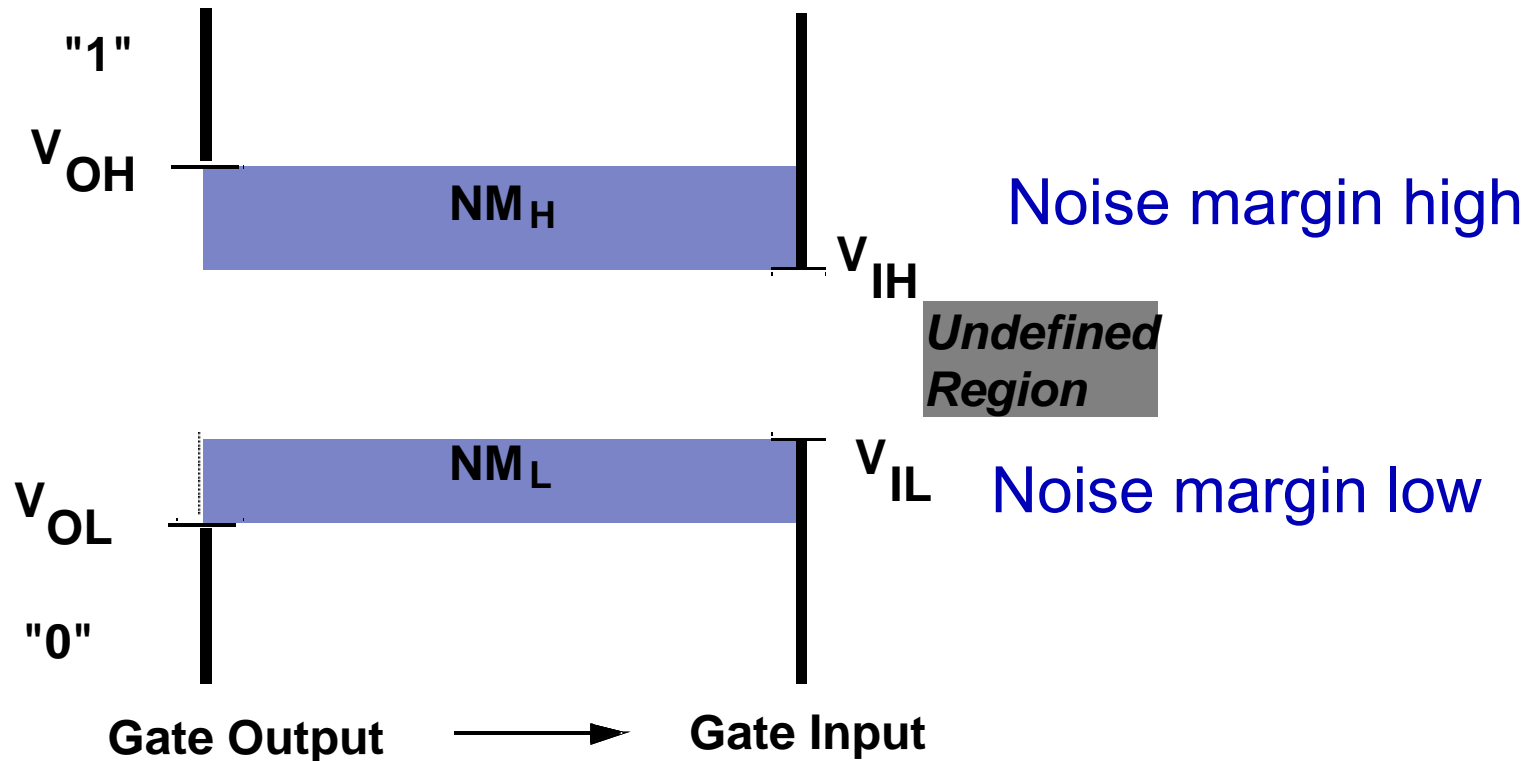 "1"
VOH
NMH
Noise margin high
VIH
Undefined
Region
NML
VIL
Noise margin low
VOL
"0"
Gate Output
Gate Input